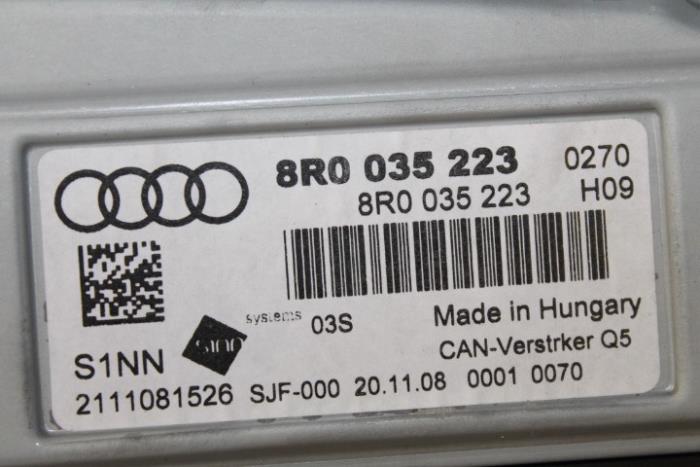 8R0 035 223 0270
8R0 035 223 H09
systems 03S Made in Hungary
S1NN CAN-Verstrker Q5
2111081526 SJF-000 20.11.08 0001 0070